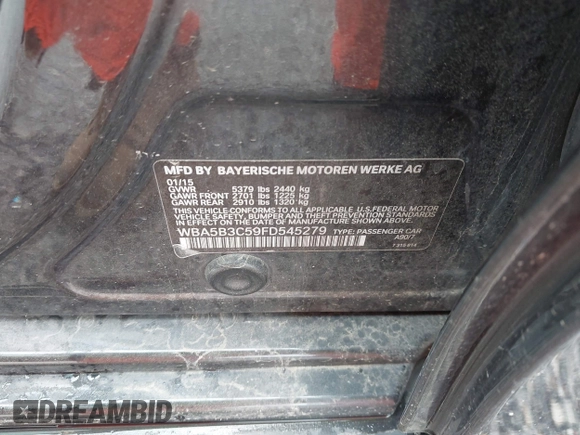 MFD BY BAYERISCHE MOTOREN WERKE AG
01/15
GVWR 5379 lbs 2440 kg
GAWR FRONT 2701 lbs 1225 kg
GAWR REAR 2910 lbs 1320 kg
THIS VEHICLE CONFORMS TO ALL APPLICABLE U.S. FEDERAL MOTOR
VEHICLE SAFETY, BUMPER AND THEFT PREVENTION STANDARDS
IN EFFECT ON THE DATE OF MANUFACTURE SHOWN ABOVE.
WBA5B3C59FD545279 TYPE: PASSENGER CAR
DREAMBID